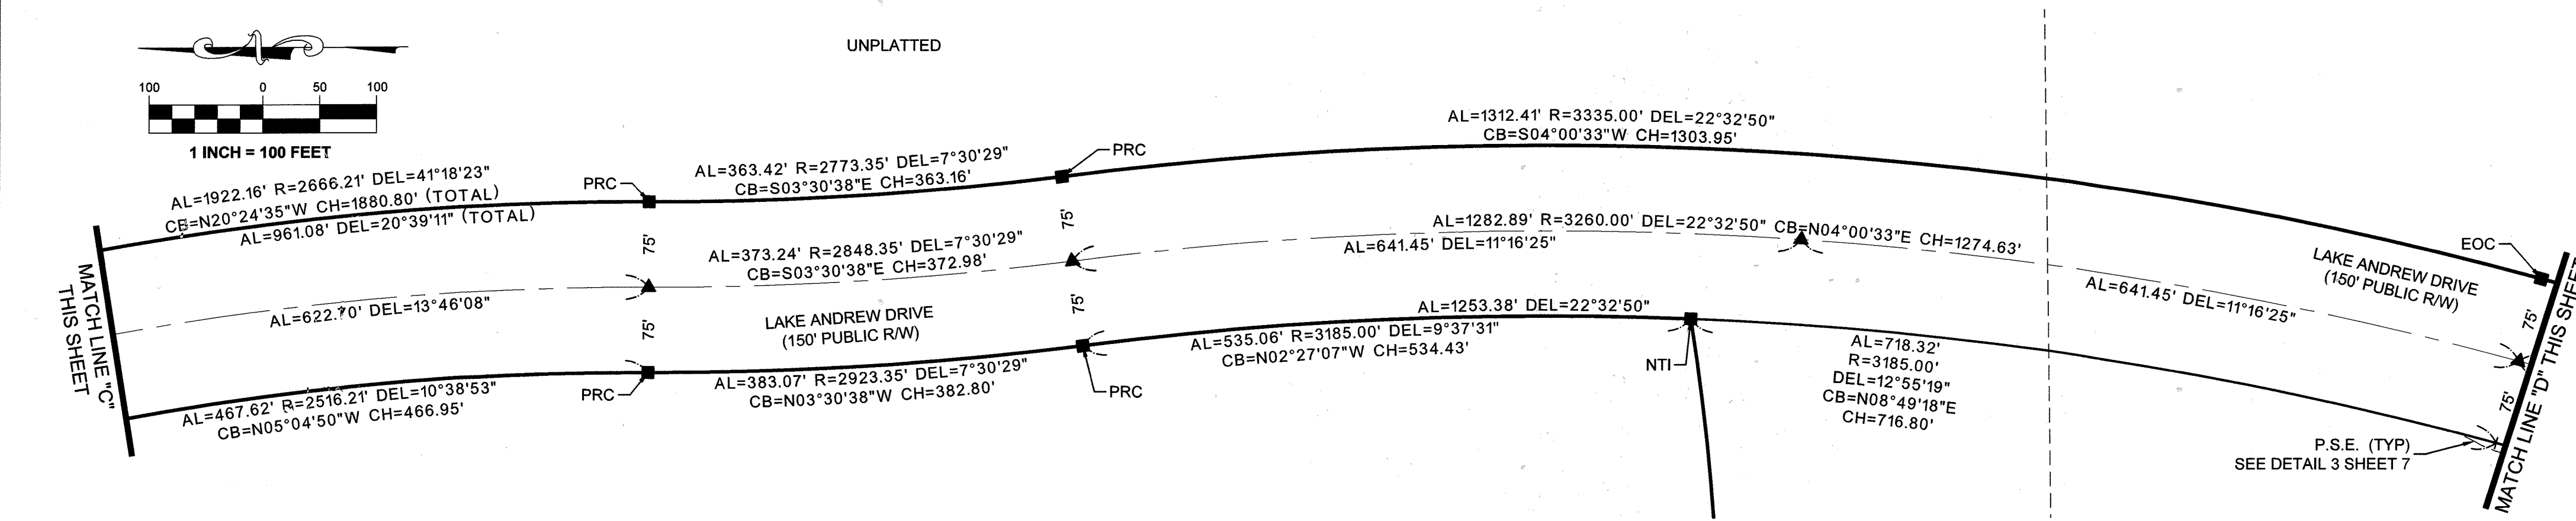 UNPLATTED
100 0 50 100
1 INCH = 100 FEET
AL=1922.16' R=2666.21' DEL=41°18'23"
CB=N20°24'35"W CH=1880.80' (TOTAL)
AL=961.08' DEL=20°39'11" (TOTAL)
PRC
AL=363.42' R=2773.35' DEL=7°30'29"
CB=S03°30'38"E CH=363.16'
PRC
AL=1312.41' R=3335.00' DEL=22°32'50"
CB=S04°00'33"W CH=1303.95'
EOC
MATCH LINE "C"
THIS SHEET
AL=622.70' DEL=13°46'08"
75'
75'
AL=373.24' R=2848.35' DEL=7°30'29"
CB=S03°30'38"E CH=372.98'
75'
75'
AL=1282.89' R=3260.00' DEL=22°32'50" CB=N04°00'33"E CH=1274.63'
AL=641.45' DEL=11°16'25"
AL=641.45' DEL=11°16'25"
LAKE ANDREW DRIVE
(150' PUBLIC R/W)
75'
75'
MATCH LINE "D" THIS SHEET
LAKE ANDREW DRIVE
(150' PUBLIC R/W)
AL=467.62' R=2516.21' DEL=10°38'53"
CB=N05°04'50"W CH=466.95'
PRC
AL=383.07' R=2923.35' DEL=7°30'29"
CB=N03°30'38"W CH=382.80'
PRC
AL=1253.38' DEL=22°32'50"
AL=535.06' R=3185.00' DEL=9°37'31"
CB=N02°27'07"W CH=534.43'
NTI
AL=718.32'
R=3185.00'
DEL=12°55'19"
CB=N08°49'18"E
CH=716.80'
P.S.E. (TYP)
SEE DETAIL 3 SHEET 7